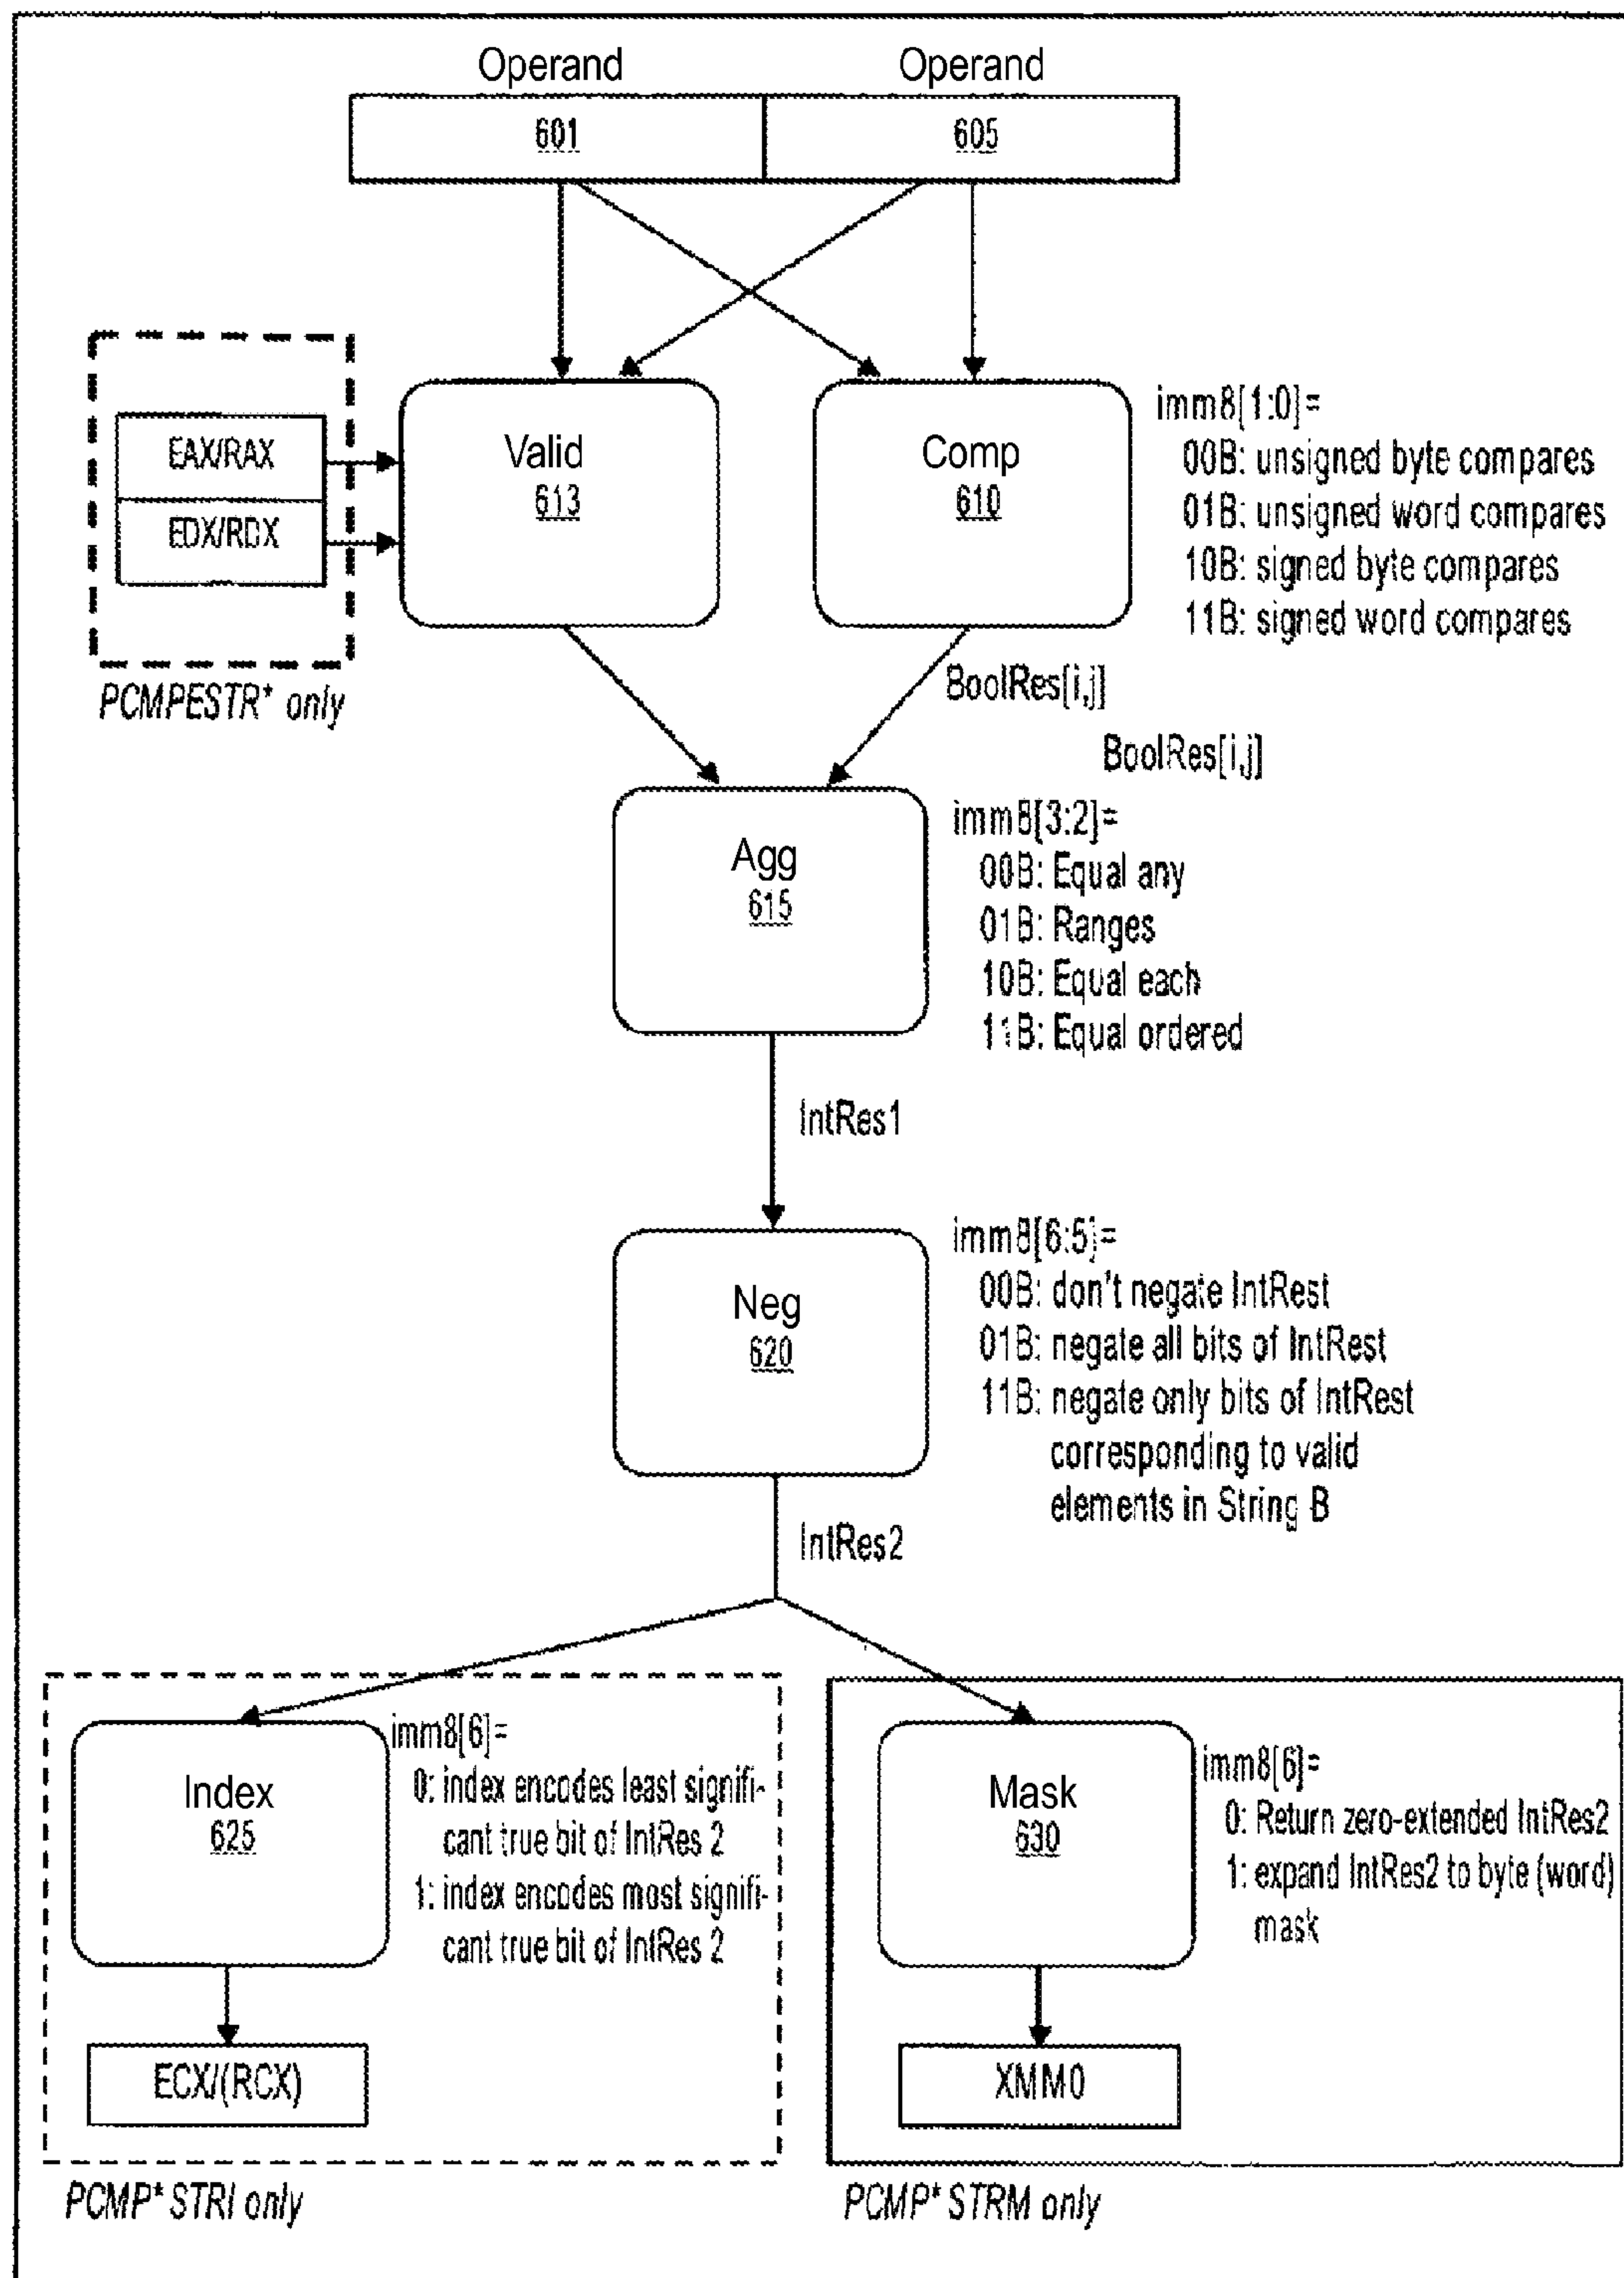 Operand
Operand
601
605
EAX/RAX
EDX/RDX
PCMPESTR* only
Valid
613
Comp
610
imm8[1:0]=
00B: unsigned byte compares
01B: unsigned word compares
10B: signed byte compares
11B: signed word compares
BoolRes[i,j]
BoolRes[i,j]
Agg
615
imm8[3:2]=
00B: Equal any
01B: Ranges
10B: Equal each
11B: Equal ordered
IntRes1
Neg
620
imm8[6:5]=
00B: don't negate IntRest
01B: negate all bits of IntRest
11B: negate only bits of IntRest
corresponding to valid
elements in String B
IntRes2
Index
625
imm8[6]=
0: index encodes least signifi-
cant true bit of IntRes 2
1: index encodes most signifi-
cant true bit of IntRes 2
ECX/(RCX)
PCMP*STRI only
Mask
630
imm8[6]=
0: Return zero-extended IntRes2
1: expand IntRes2 to byte (word)
mask
XMM0
PCMP*STRM only